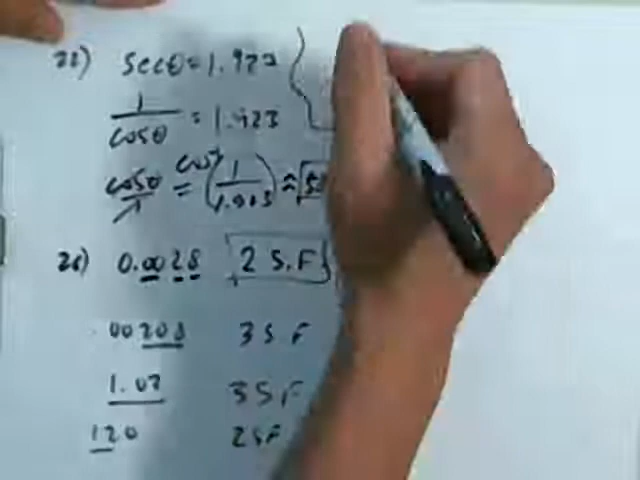 22) secθ = 1.923
1/cosθ = 1.923
cosθ = cos⁻¹(1/1.923) ≈
26) 0.0028 2 S.F
.00208 3 S F
1.07 3 S F
120 2 S F